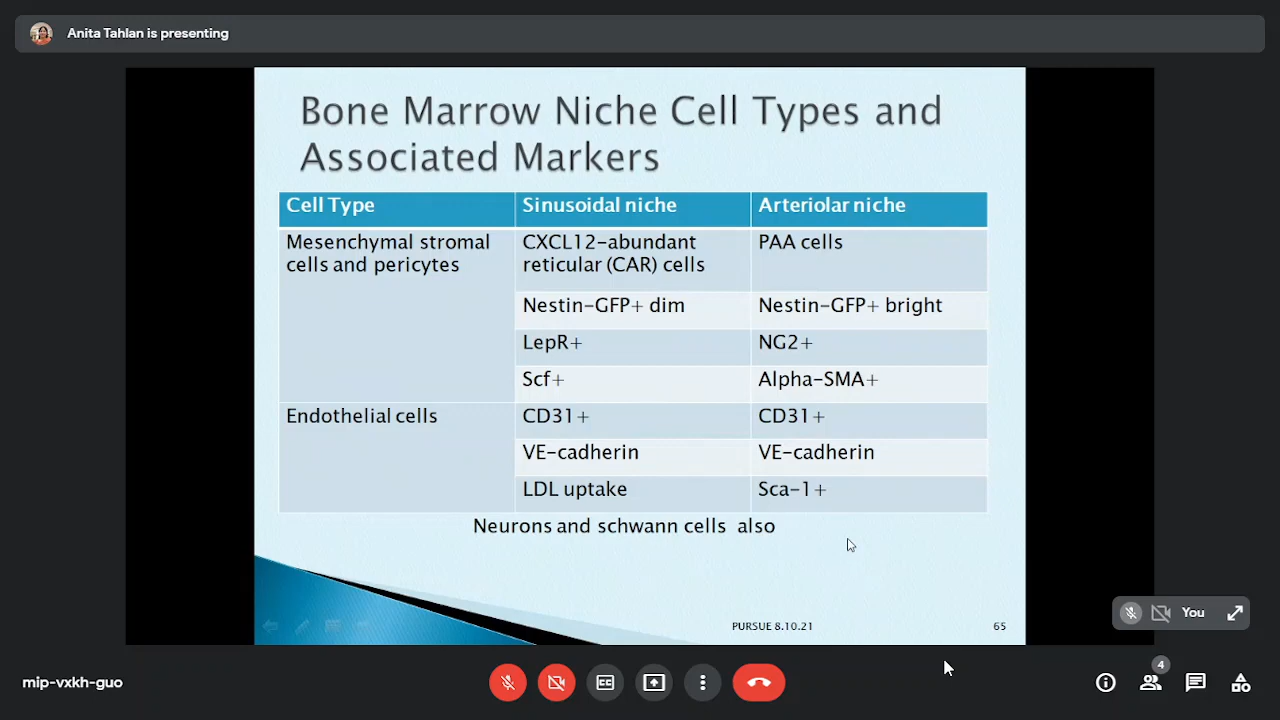 Anita Tahlan is presenting
Bone Marrow Niche Cell Types and
Associated Markers
Cell Type Sinusoidal niche Arteriolar niche
Mesenchymal stromal CXCL12-abundant PAA cells
cells and pericytes reticular (CAR) cells
Nestin-GFP+ dim Nestin-GFP+ bright
LepR+ NG2+
Scf+ Alpha-SMA+
Endothelial cells CD31+ CD31+
VE-cadherin VE-cadherin
LDL uptake Sca-1+
Neurons and schwann cells also
You
PURSUE 8.10.21 65
mip-vxkh-guo
CC
4